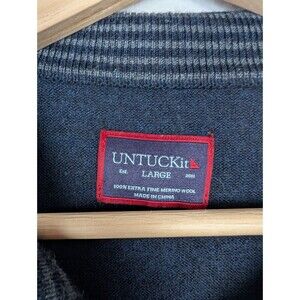 UNTUCKit
Est. LARGE 2011
100% EXTRA FINE MERINO WOOL
MADE IN CHINA